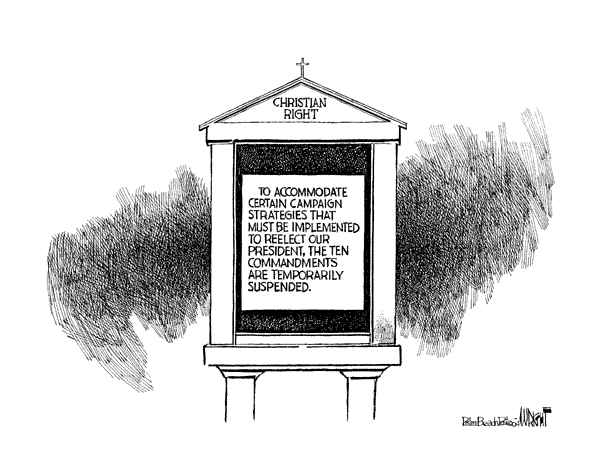 CHRISTIAN
RIGHT
TO ACCOMMODATE
CERTAIN CAMPAIGN
STRATEGIES THAT
MUST BE IMPLEMENTED
TO REELECT OUR
PRESIDENT, THE TEN
COMMANDMENTS
ARE TEMPORARILY
SUSPENDED.
WRIGHT